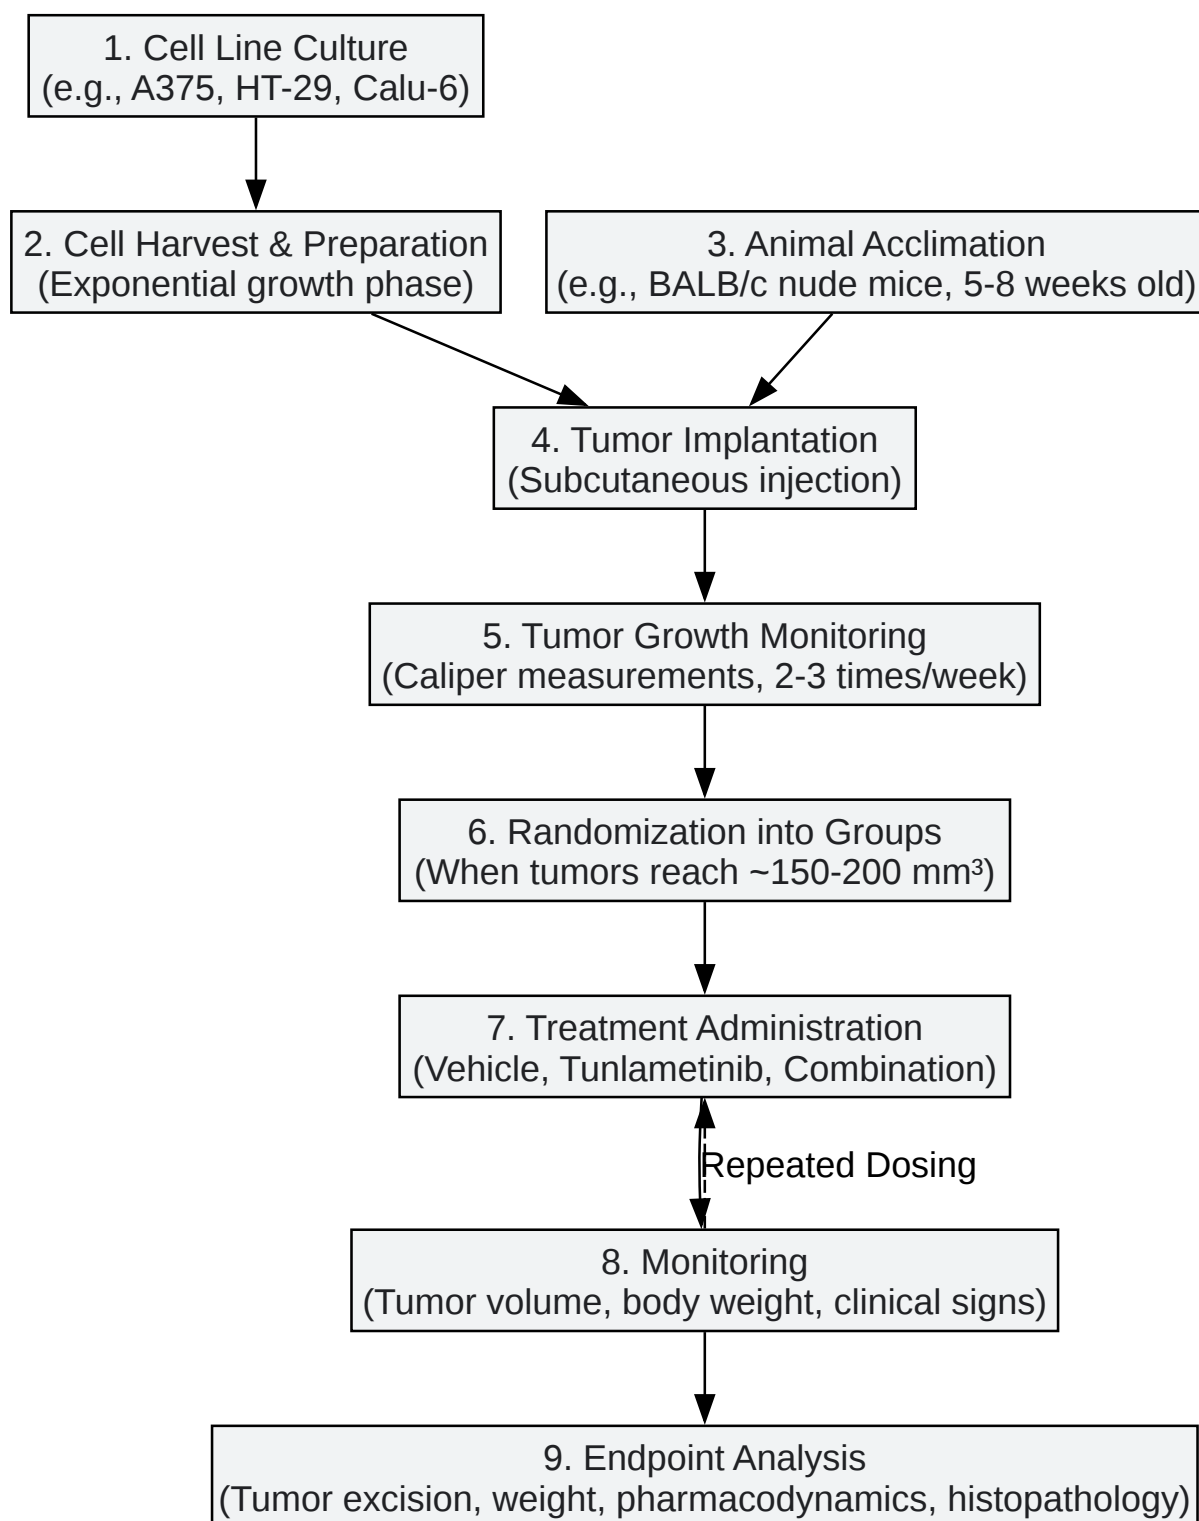 1. Cell Line Culture
(e.g., A375, HT-29, Calu-6)
2. Cell Harvest & Preparation
(Exponential growth phase)
3. Animal Acclimation
(e.g., BALB/c nude mice, 5-8 weeks old)
4. Tumor Implantation
(Subcutaneous injection)
5. Tumor Growth Monitoring
(Caliper measurements, 2-3 times/week)
6. Randomization into Groups
(When tumors reach ~150-200 mm³)
7. Treatment Administration
(Vehicle, Tunlametinib, Combination)
Repeated Dosing
8. Monitoring
(Tumor volume, body weight, clinical signs)
9. Endpoint Analysis
(Tumor excision, weight, pharmacodynamics, histopathology)